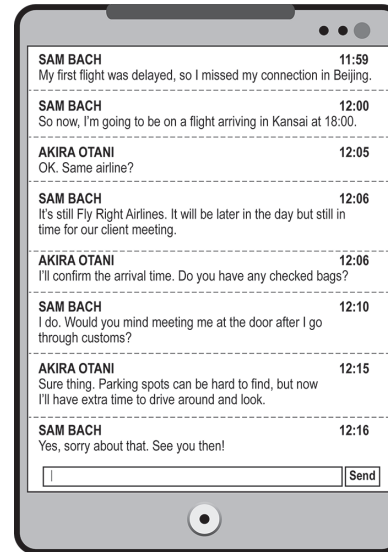 SAM BACH 11:59
My first flight was delayed, so I missed my connection in Beijing.
SAM BACH 12:00
So now, I'm going to be on a flight arriving in Kansai at 18:00.
AKIRA OTANI 12:05
OK. Same airline?
SAM BACH 12:06
It's still Fly Right Airlines. It will be later in the day but still in
time for our client meeting.
AKIRA OTANI 12:06
I'll confirm the arrival time. Do you have any checked bags?
SAM BACH 12:10
I do. Would you mind meeting me at the door after I go
through customs?
AKIRA OTANI 12:15
Sure thing. Parking spots can be hard to find, but now
I'll have extra time to drive around and look.
SAM BACH 12:16
Yes, sorry about that. See you then!
Send